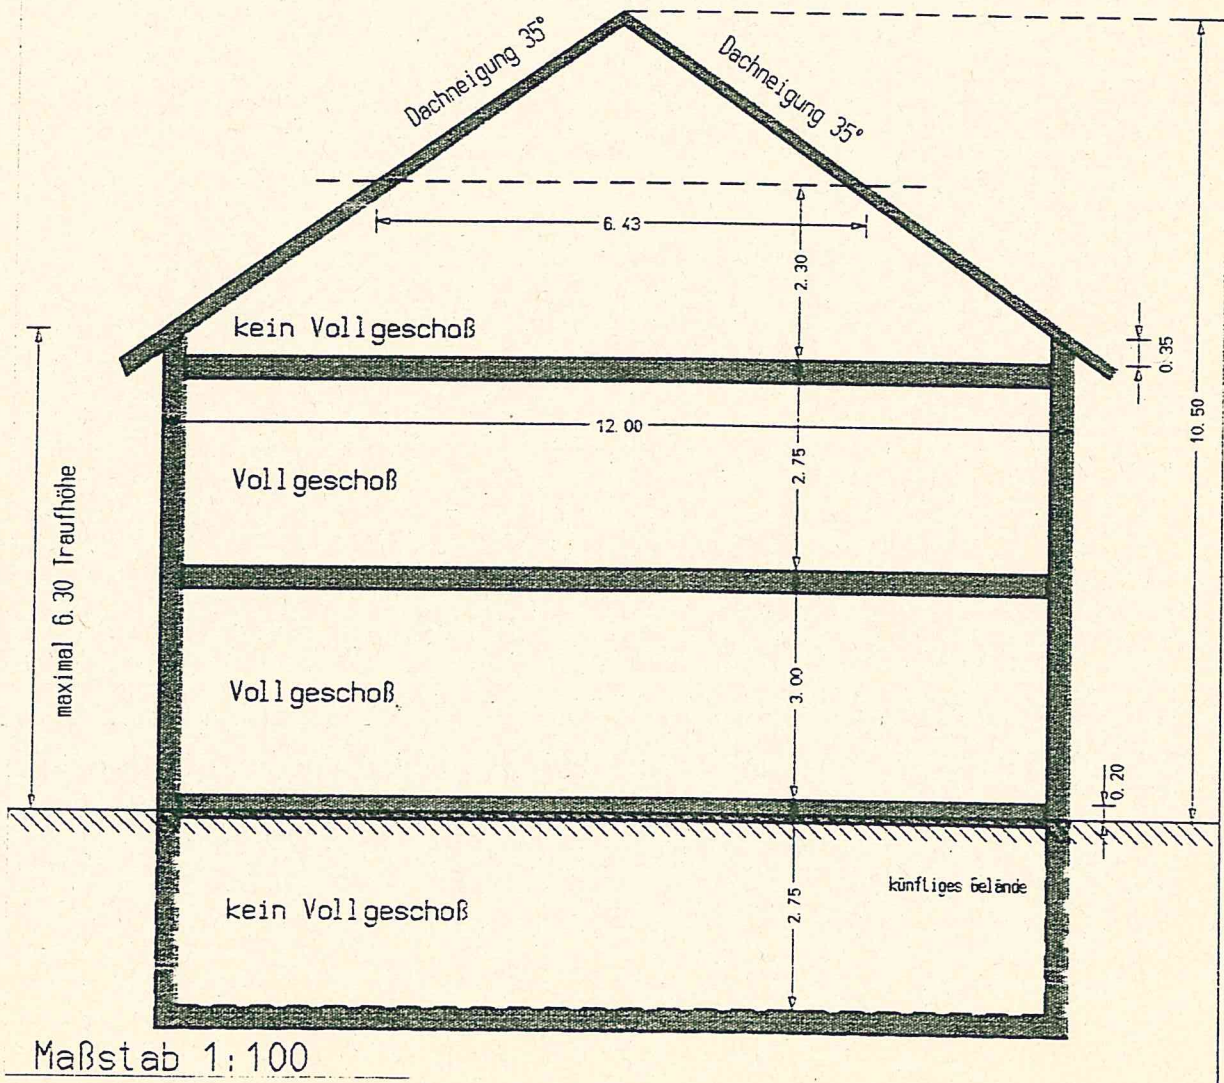 Dachneigung 35°
Dachneigung 35°
6.43
2.30
kein Vollgeschoß
0.35
10.50
12.00
Vollgeschoß
2.75
maximal 6.30 Traufhöhe
Vollgeschoß
3.00
0.20
künftiges Gelände
kein Vollgeschoß
2.75
Maßstab 1:100